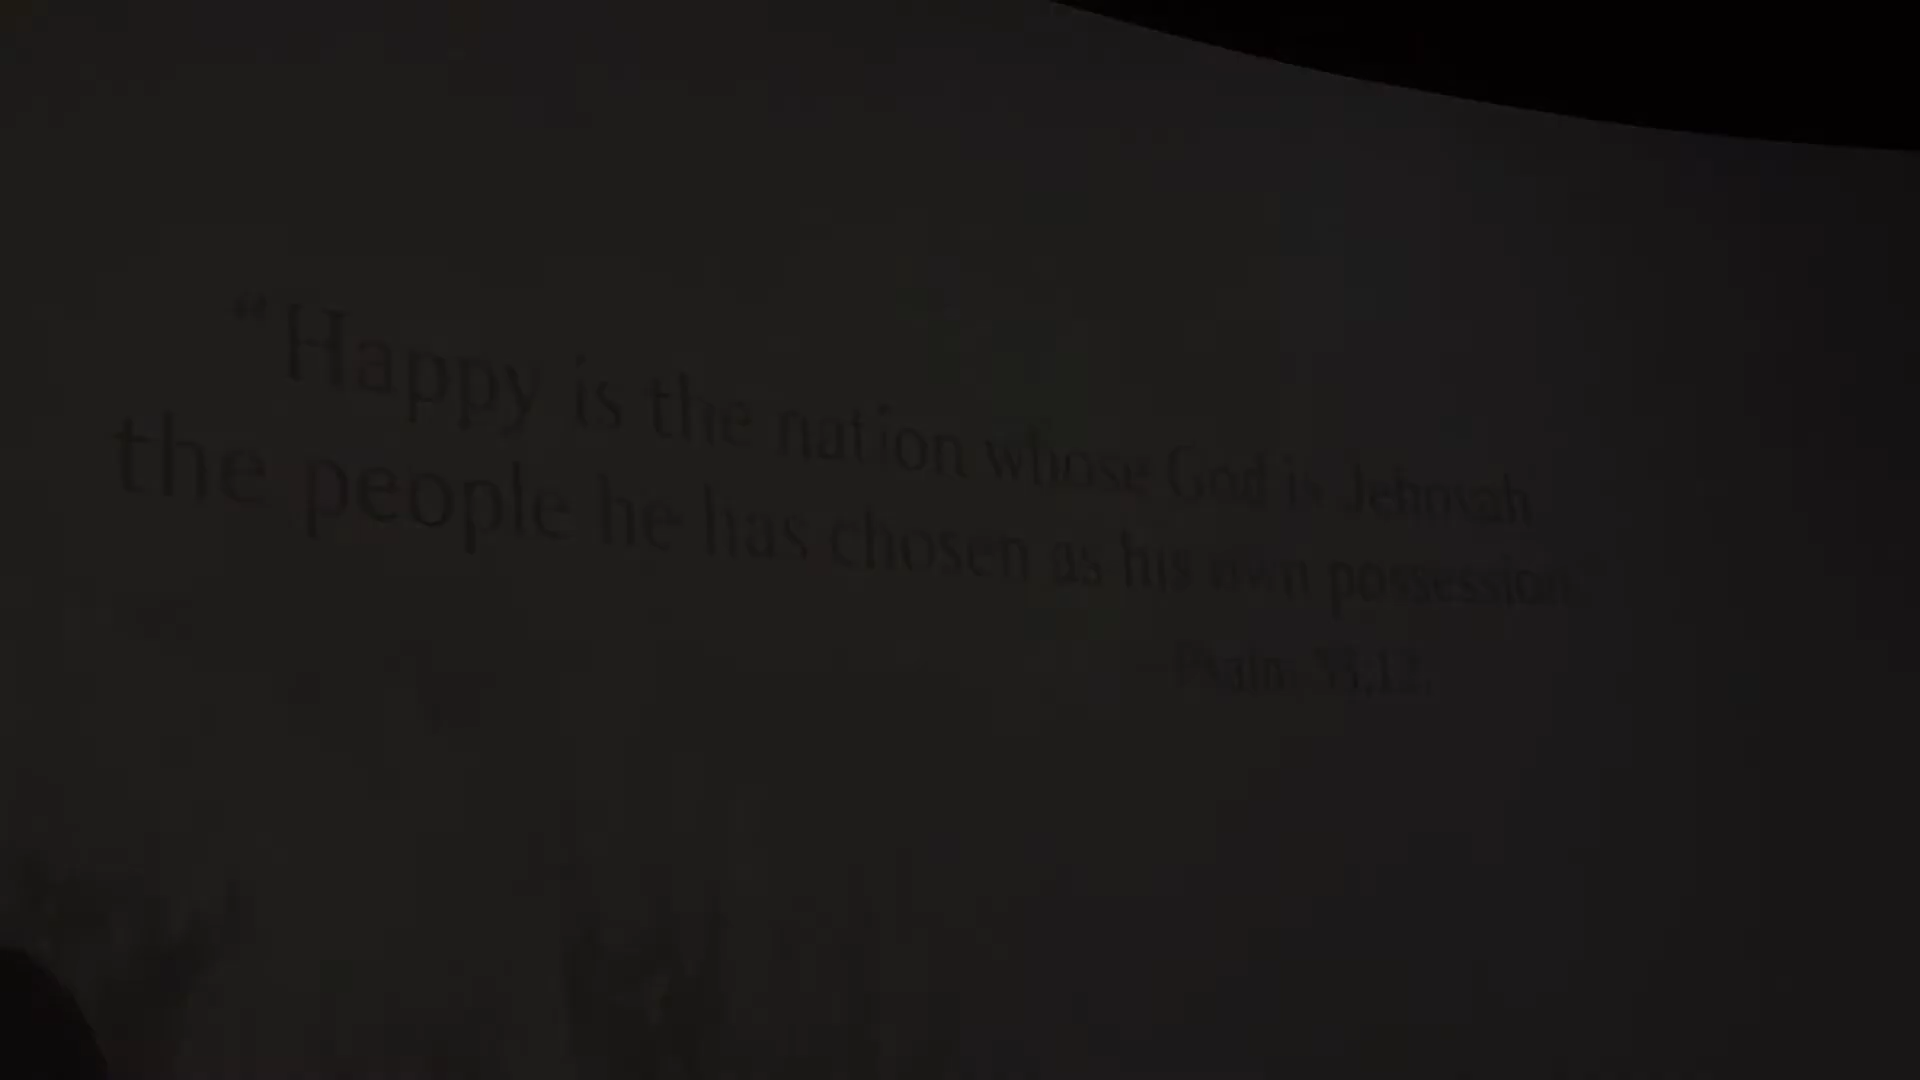 “Happy is the nation whose God is Jehovah
the people he has chosen as his own possession.
Psalm 33:12.